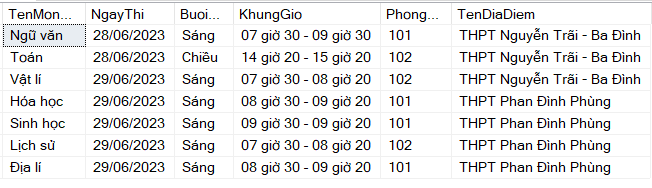 TenMon... NgayThi Buoi... KhungGio Phong... TenDiaDiem
Ngữ văn 28/06/2023 Sáng 07 giờ 30 - 09 giờ 30 101 THPT Nguyễn Trãi - Ba Đình
Toán 28/06/2023 Chiều 14 giờ 20 - 15 giờ 20 102 THPT Nguyễn Trãi - Ba Đình
Vật lí 29/06/2023 Sáng 07 giờ 30 - 08 giờ 20 102 THPT Nguyễn Trãi - Ba Đình
Hóa học 29/06/2023 Sáng 08 giờ 30 - 09 giờ 20 101 THPT Phan Đình Phùng
Sinh học 29/06/2023 Sáng 09 giờ 30 - 09 giờ 20 101 THPT Phan Đình Phùng
Lịch sử 29/06/2023 Sáng 07 giờ 30 - 08 giờ 20 102 THPT Phan Đình Phùng
Địa lí 29/06/2023 Sáng 08 giờ 30 - 09 giờ 20 101 THPT Phan Đình Phùng